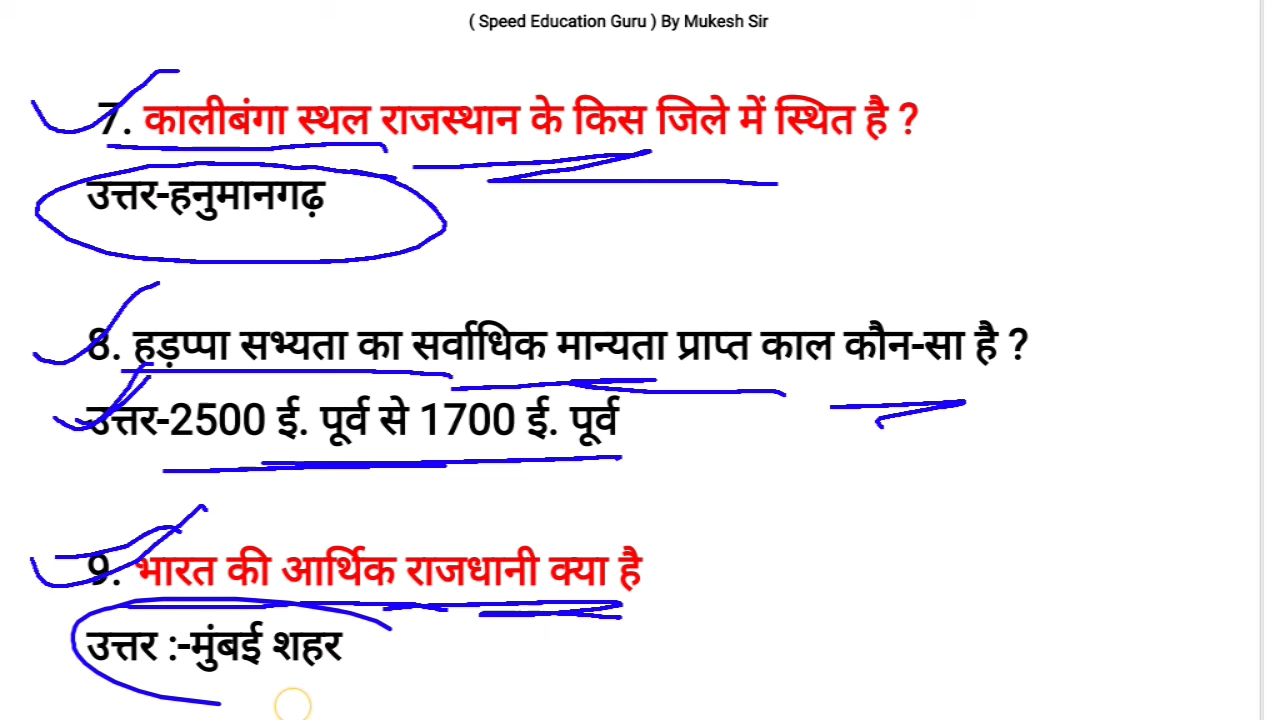 ( Speed Education Guru ) By Mukesh Sir
7. कालीबंगा स्थल राजस्थान के किस जिले में स्थित है ?
उत्तर-हनुमानगढ़
8. हड़प्पा सभ्यता का सर्वाधिक मान्यता प्राप्त काल कौन-सा है ?
उत्तर-2500 ई. पूर्व से 1700 ई. पूर्व
9. भारत की आर्थिक राजधानी क्या है
उत्तर :-मुंबई शहर